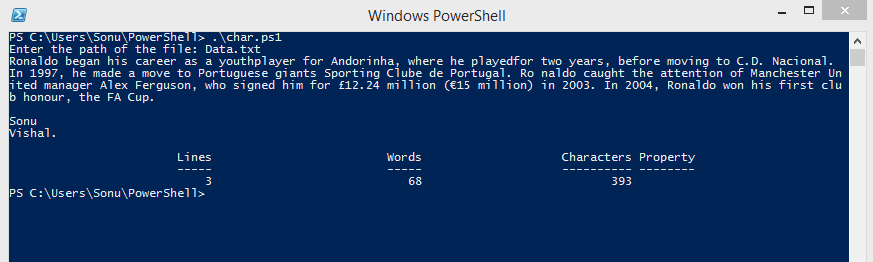 Windows PowerShell
PS C:\Users\Sonu\PowerShell> .\char.ps1
Enter the path of the file: Data.txt
Ronaldo began his career as a youthplayer for Andorinha, where he playedfor two years, before moving to C.D. Nacional.
In 1997, he made a move to Portuguese giants Sporting Clube de Portugal. Ro naldo caught the attention of Manchester Un
ited manager Alex Ferguson, who signed him for £12.24 million (€15 million) in 2003. In 2004, Ronaldo won his first clu
b honour, the FA Cup.
Sonu
Vishal.
Lines Words Characters Property
----- ----- ---------- --------
3 68 393
PS C:\Users\Sonu\PowerShell>